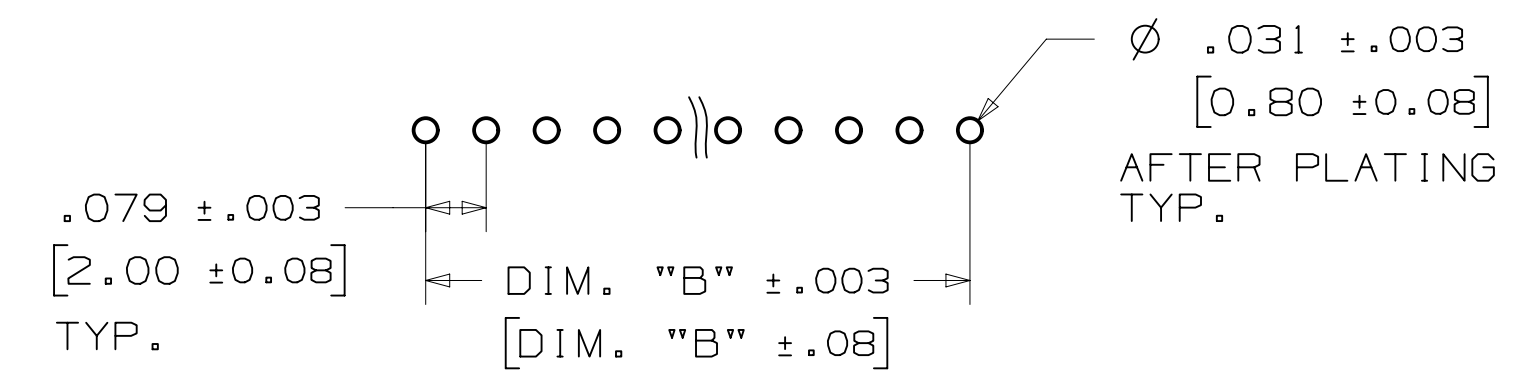 Ø .031 ±.003
[0.80 ±0.08]
AFTER PLATING
TYP.
.079 ±.003
[2.00 ±0.08]
TYP.
DIM. "B" ±.003
[DIM. "B" ±.08]